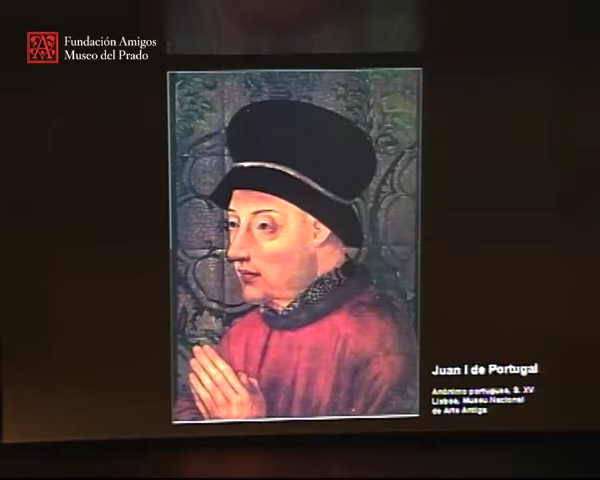 Fundación Amigos
Museo del Prado
Juan I de Portugal
Anónimo portugués, S. XV
Lisboa, Museu Nacional
de Arte Antiga